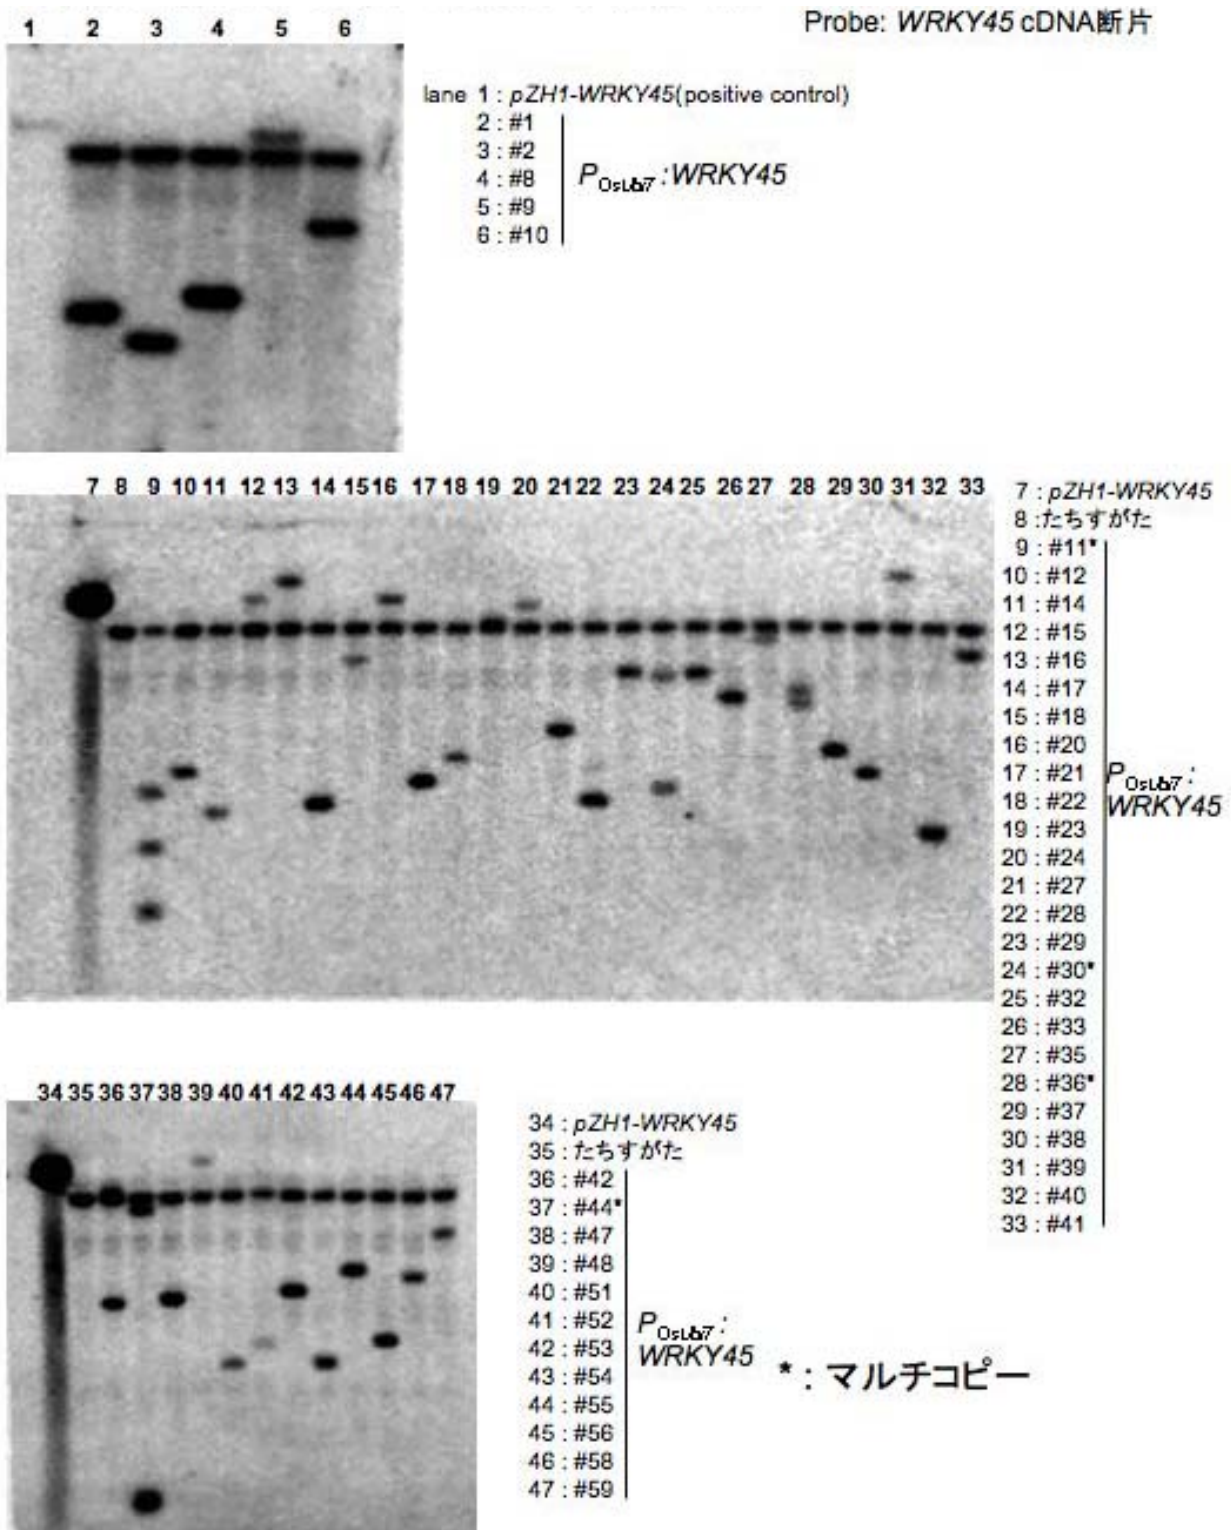 Probe: WRKY45 cDNA断片
1 2 3 4 5 6
lane 1 : pZH1-WRKY45(positive control)
2 : #1
3 : #2
4 : #8
5 : #9
6 : #10
P OsUbi7 : WRKY45
7 8 9 10 11 12 13 14 15 16 17 18 19 20 21 22 23 24 25 26 27 28 29 30 31 32 33
7 : pZH1-WRKY45
8 : たちすがた
9 : #11*
10 : #12
11 : #14
12 : #15
13 : #16
14 : #17
15 : #18
16 : #20
17 : #21
18 : #22
19 : #23
20 : #24
21 : #27
22 : #28
23 : #29
24 : #30*
25 : #32
26 : #33
27 : #35
28 : #36*
29 : #37
30 : #38
31 : #39
32 : #40
33 : #41
P OsUbi7 :
WRKY45
34 35 36 37 38 39 40 41 42 43 44 45 46 47
34 : pZH1-WRKY45
35 : たちすがた
36 : #42
37 : #44*
38 : #47
39 : #48
40 : #51
41 : #52
42 : #53
43 : #54
44 : #55
45 : #56
46 : #58
47 : #59
P OsUbi7 :
WRKY45
* : マルチコピー